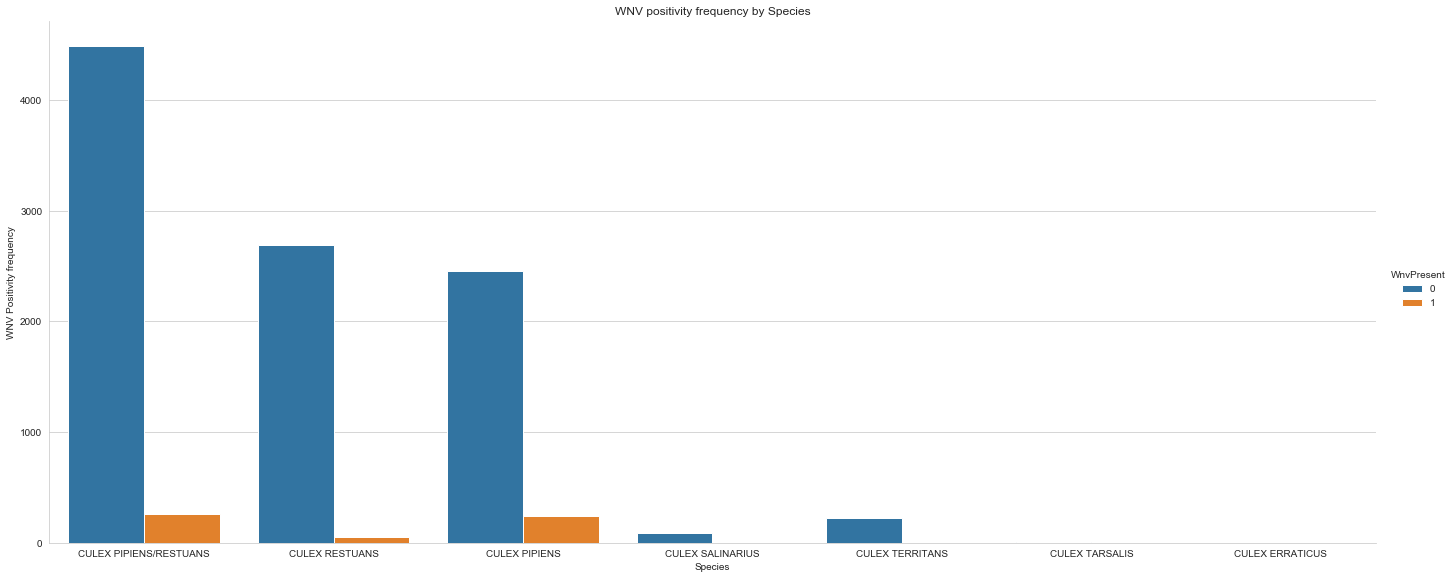 WNV positivity frequency by Species
WNV Positivity frequency
4000
3000
2000
1000
0
WnvPresent
0
1
CULEX PIPIENS/RESTUANS CULEX RESTUANS CULEX PIPIENS CULEX SALINARIUS CULEX TERRITANS CULEX TARSALIS CULEX ERRATICUS
Species